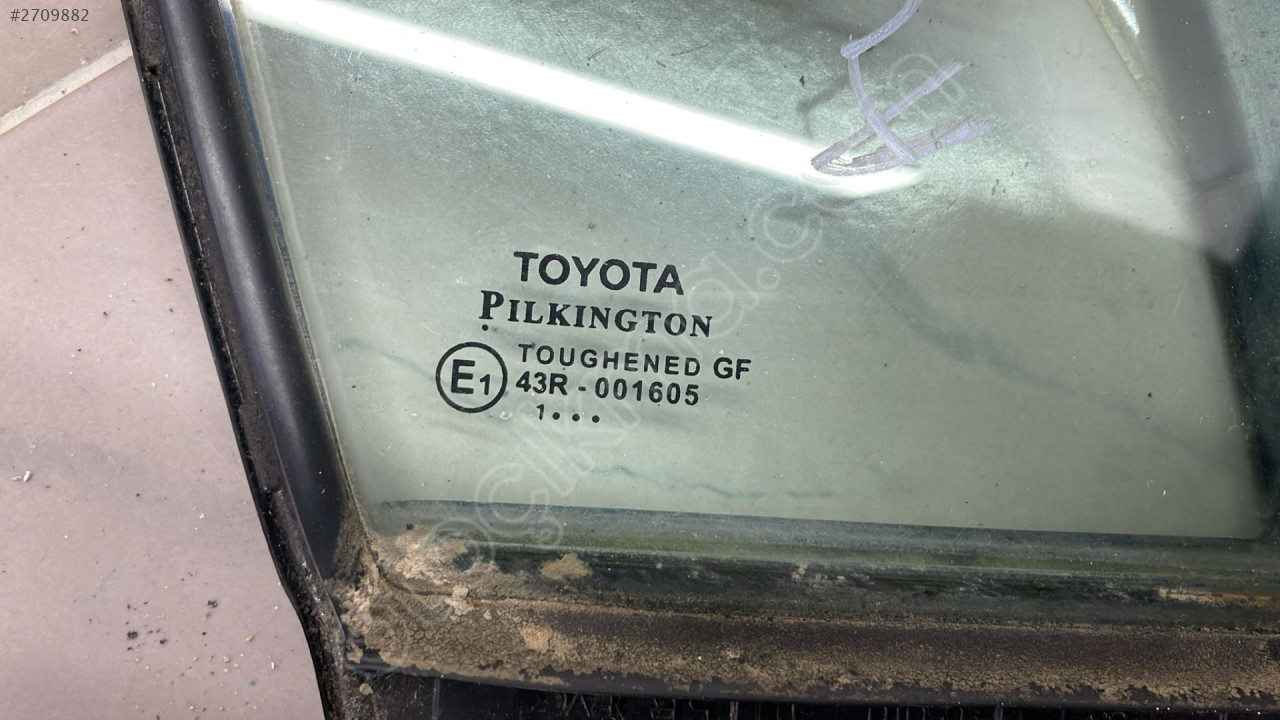 #2709882
TOYOTA
PILKINGTON
E1
TOUGHENED GF
43R - 001605
1•••